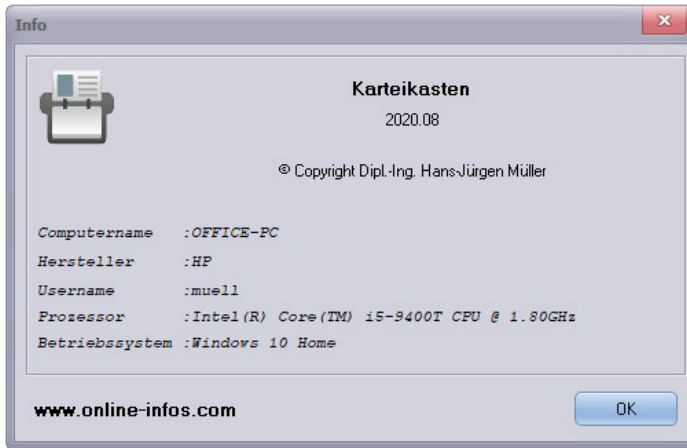 Info
Karteikasten
2020.08
© Copyright Dipl.-Ing. Hans-Jürgen Müller
Computername :OFFICE-PC
Hersteller :HP
Username :muell
Prozessor :Intel(R) Core(TM) i5-9400T CPU @ 1.80GHz
Betriebssystem :Windows 10 Home
www.online-infos.com
OK